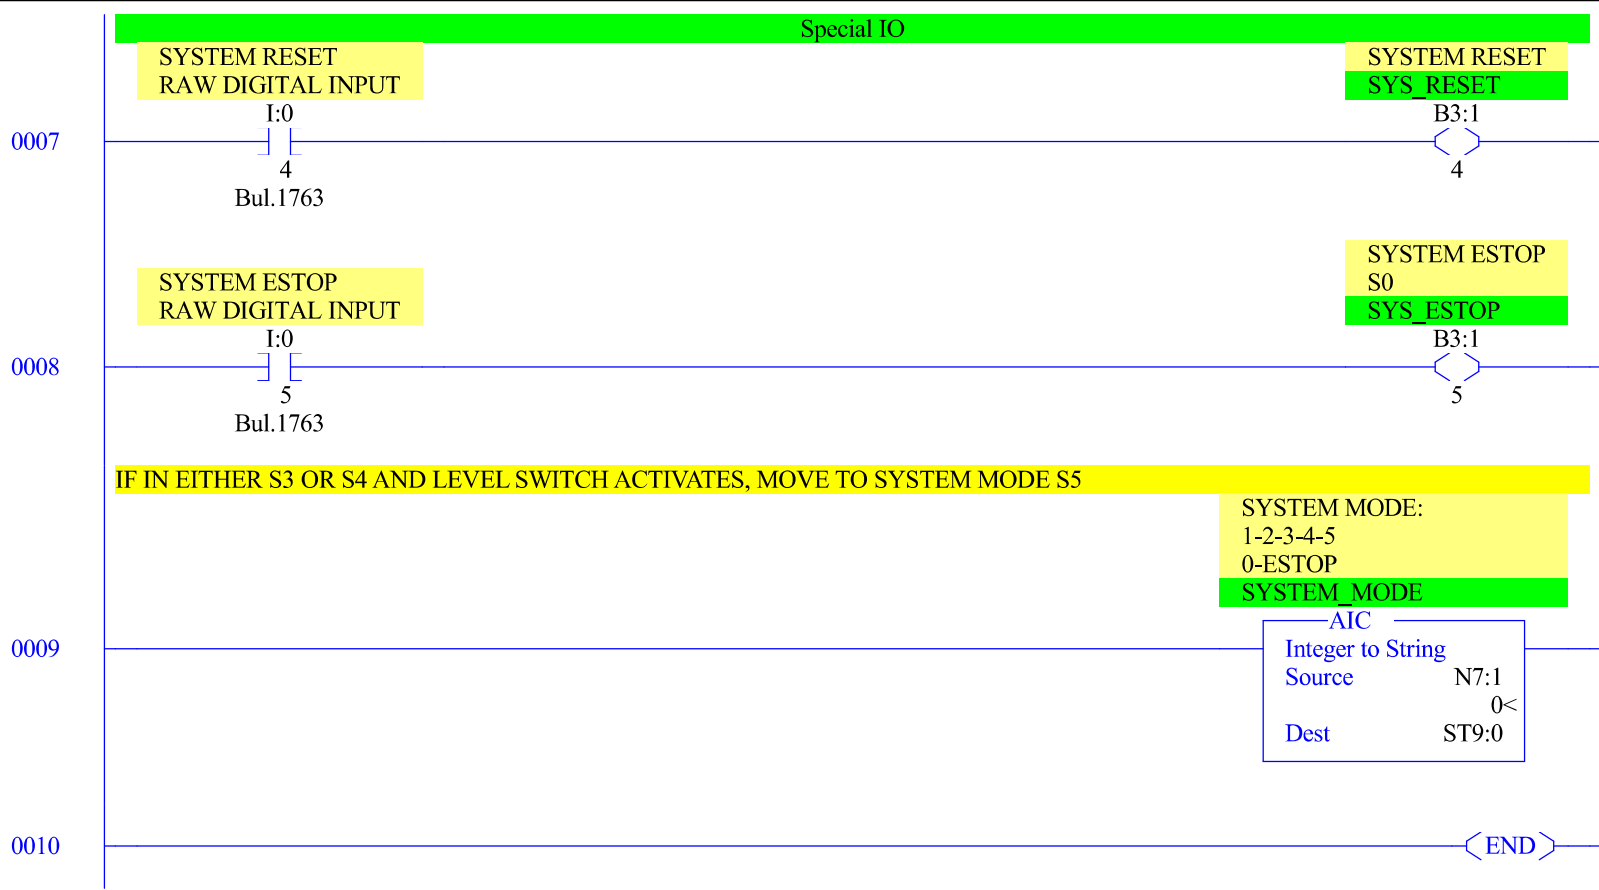 Special IO
SYSTEM RESET
RAW DIGITAL INPUT
I:0
4
Bul.1763
SYSTEM RESET
SYS_RESET
B3:1
4
0007
SYSTEM ESTOP
RAW DIGITAL INPUT
I:0
5
Bul.1763
SYSTEM ESTOP
S0
SYS_ESTOP
B3:1
5
0008
IF IN EITHER S3 OR S4 AND LEVEL SWITCH ACTIVATES, MOVE TO SYSTEM MODE S5
SYSTEM MODE:
1-2-3-4-5
0-ESTOP
SYSTEM_MODE
0009
AIC
Integer to String
Source N7:1
0<
Dest ST9:0
0010
END